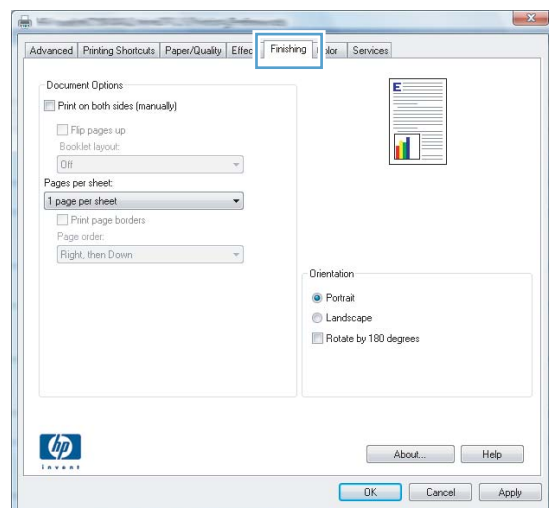 Advanced Printing Shortcuts Paper/Quality Effec Finishing olor Services
Document Options
Print on both sides (manually)
Flip pages up
Booklet layout:
Off
Pages per sheet:
1 page per sheet
Print page borders
Page order:
Right, then Down
E
Orientation
Portrait
Landscape
Rotate by 180 degrees
hp
invent
About... Help
OK Cancel Apply